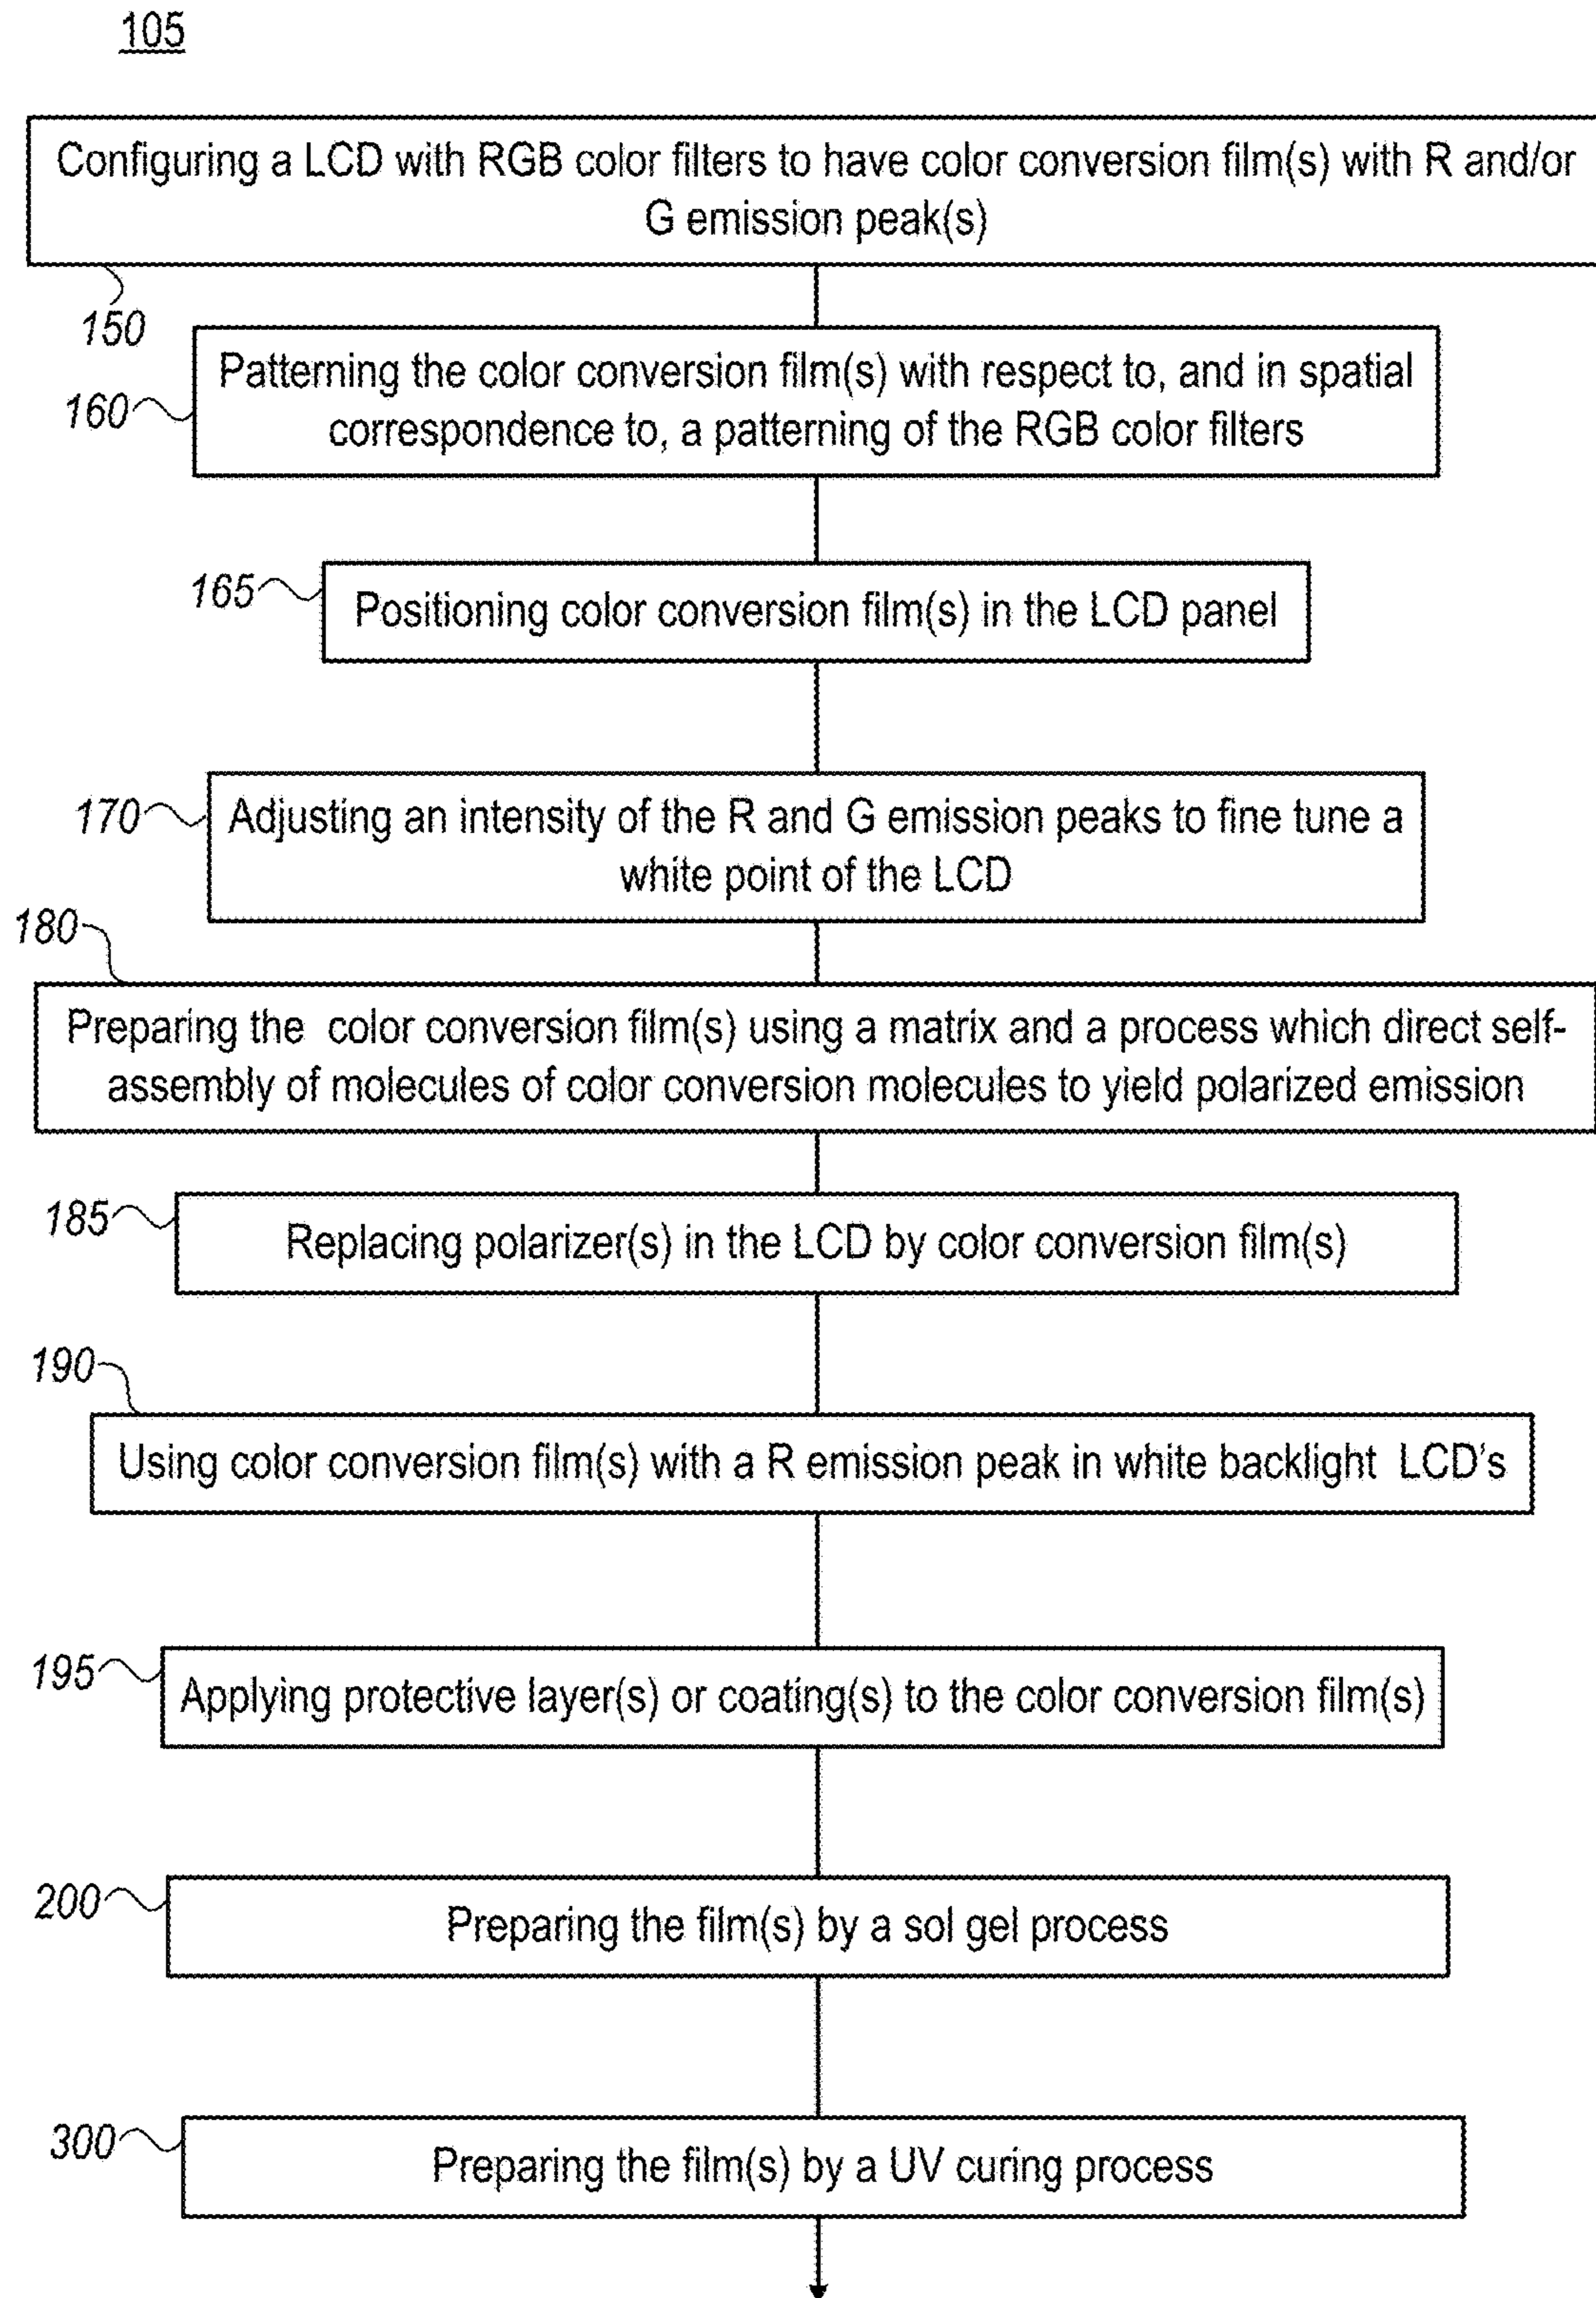 105
Configuring a LCD with RGB color filters to have color conversion film(s) with R and/or
G emission peak(s)
150
Patterning the color conversion film(s) with respect to, and in spatial
correspondence to, a patterning of the RGB color filters
160
165
Positioning color conversion film(s) in the LCD panel
170
Adjusting an intensity of the R and G emission peaks to fine tune a
white point of the LCD
180
Preparing the color conversion film(s) using a matrix and a process which direct self-
assembly of molecules of color conversion molecules to yield polarized emission
185
Replacing polarizer(s) in the LCD by color conversion film(s)
190
Using color conversion film(s) with a R emission peak in white backlight LCD's
195
Applying protective layer(s) or coating(s) to the color conversion film(s)
200
Preparing the film(s) by a sol gel process
300
Preparing the film(s) by a UV curing process